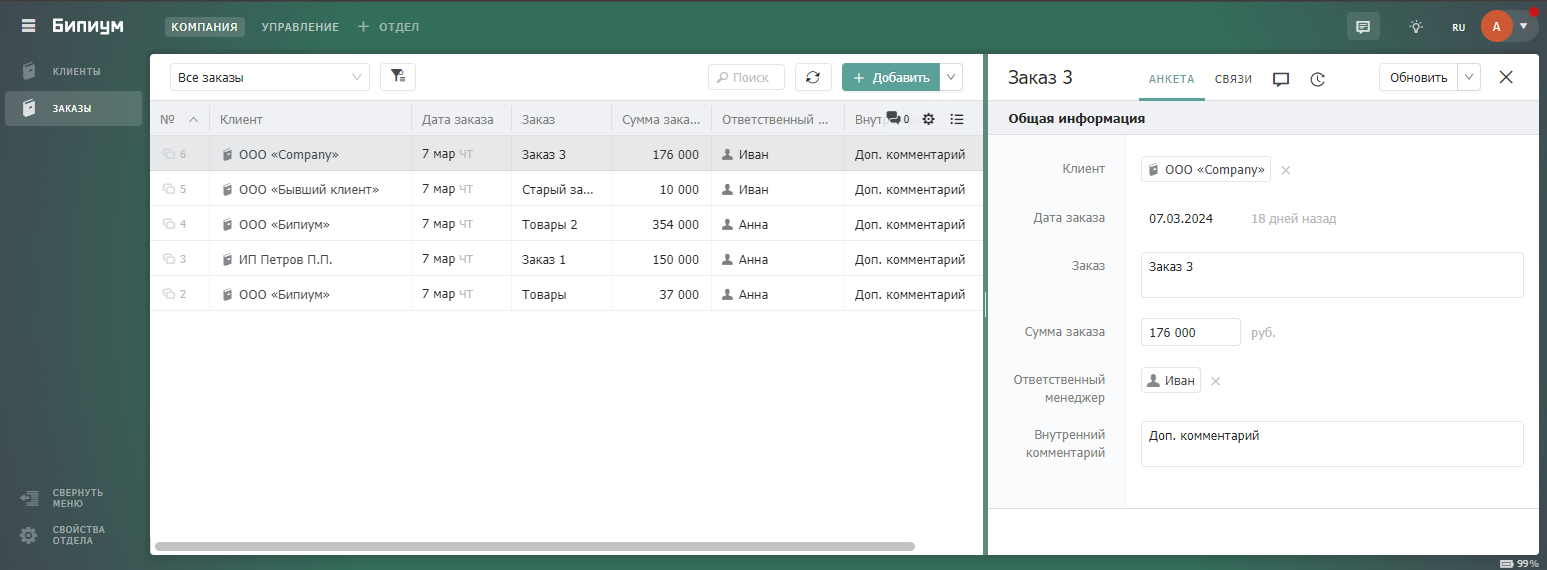 Бипиум
КОМПАНИЯ УПРАВЛЕНИЕ + ОТДЕЛ
RU A
КЛИЕНТЫ
ЗАКАЗЫ
СВЕРНУТЬ
МЕНЮ
СВОЙСТВА
ОТДЕЛА
Все заказы Поиск + Добавить
№ Клиент Дата заказа Заказ Сумма зака... Ответственный ... Внут 0
6 ООО «Company» 7 мар ЧТ Заказ 3 176 000 Иван Доп. комментарий
5 ООО «Бывший клиент» 7 мар ЧТ Старый за... 10 000 Иван Доп. комментарий
4 ООО «Бипиум» 7 мар ЧТ Товары 2 354 000 Анна Доп. комментарий
3 ИП Петров П.П. 7 мар ЧТ Заказ 1 150 000 Анна Доп. комментарий
2 ООО «Бипиум» 7 мар ЧТ Товары 37 000 Анна Доп. комментарий
Заказ 3 АНКЕТА СВЯЗИ Обновить
Общая информация
Клиент ООО «Company»
Дата заказа 07.03.2024 18 дней назад
Заказ Заказ 3
Сумма заказа 176 000 руб.
Ответственный
менеджер Иван
Внутренний
комментарий Доп. комментарий
99%